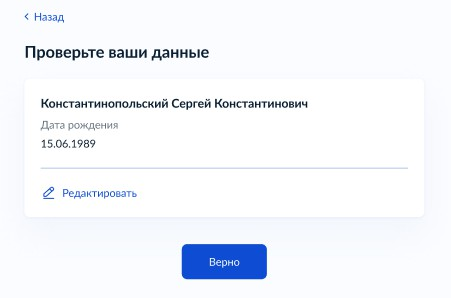 Назад
Проверьте ваши данные
Константинопольский Сергей Константинович
Дата рождения
15.06.1989
Редактировать
Верно